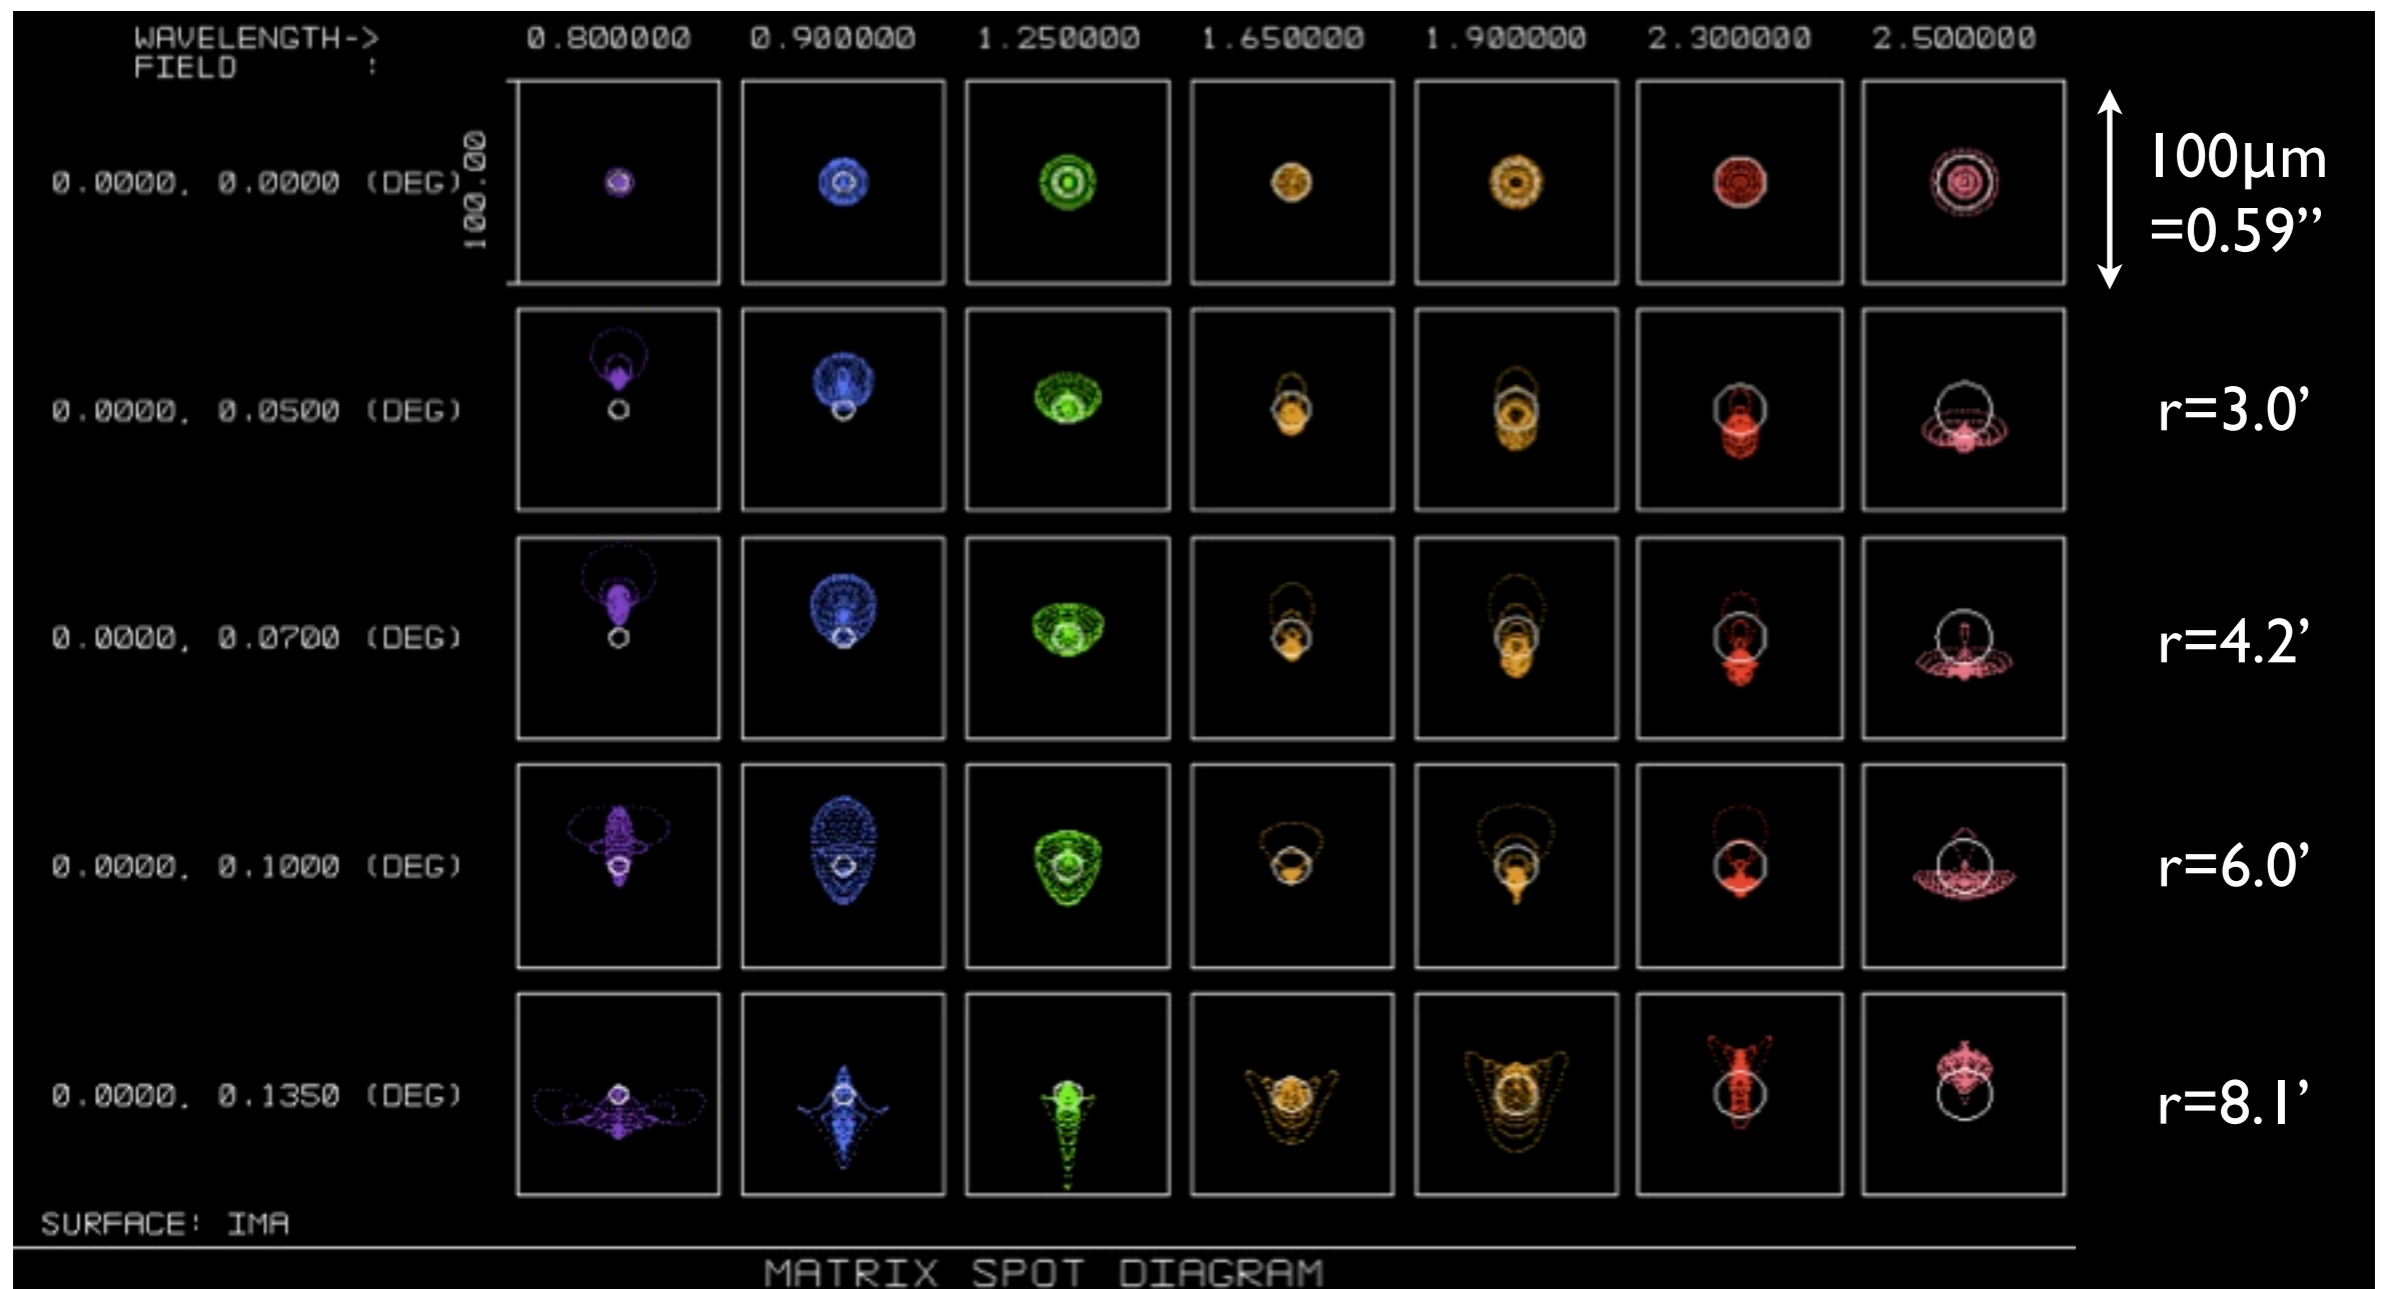 WAVELENGTH-> 0.800000 0.900000 1.250000 1.650000 1.900000 2.300000 2.500000
FIELD :
0.0000, 0.0000 (DEG)
100.00
100µm
=0.59”
0.0000, 0.0500 (DEG) r=3.0’
0.0000, 0.0700 (DEG) r=4.2’
0.0000, 0.1000 (DEG) r=6.0’
0.0000, 0.1350 (DEG) r=8.1’
SURFACE: IMA
MATRIX SPOT DIAGRAM